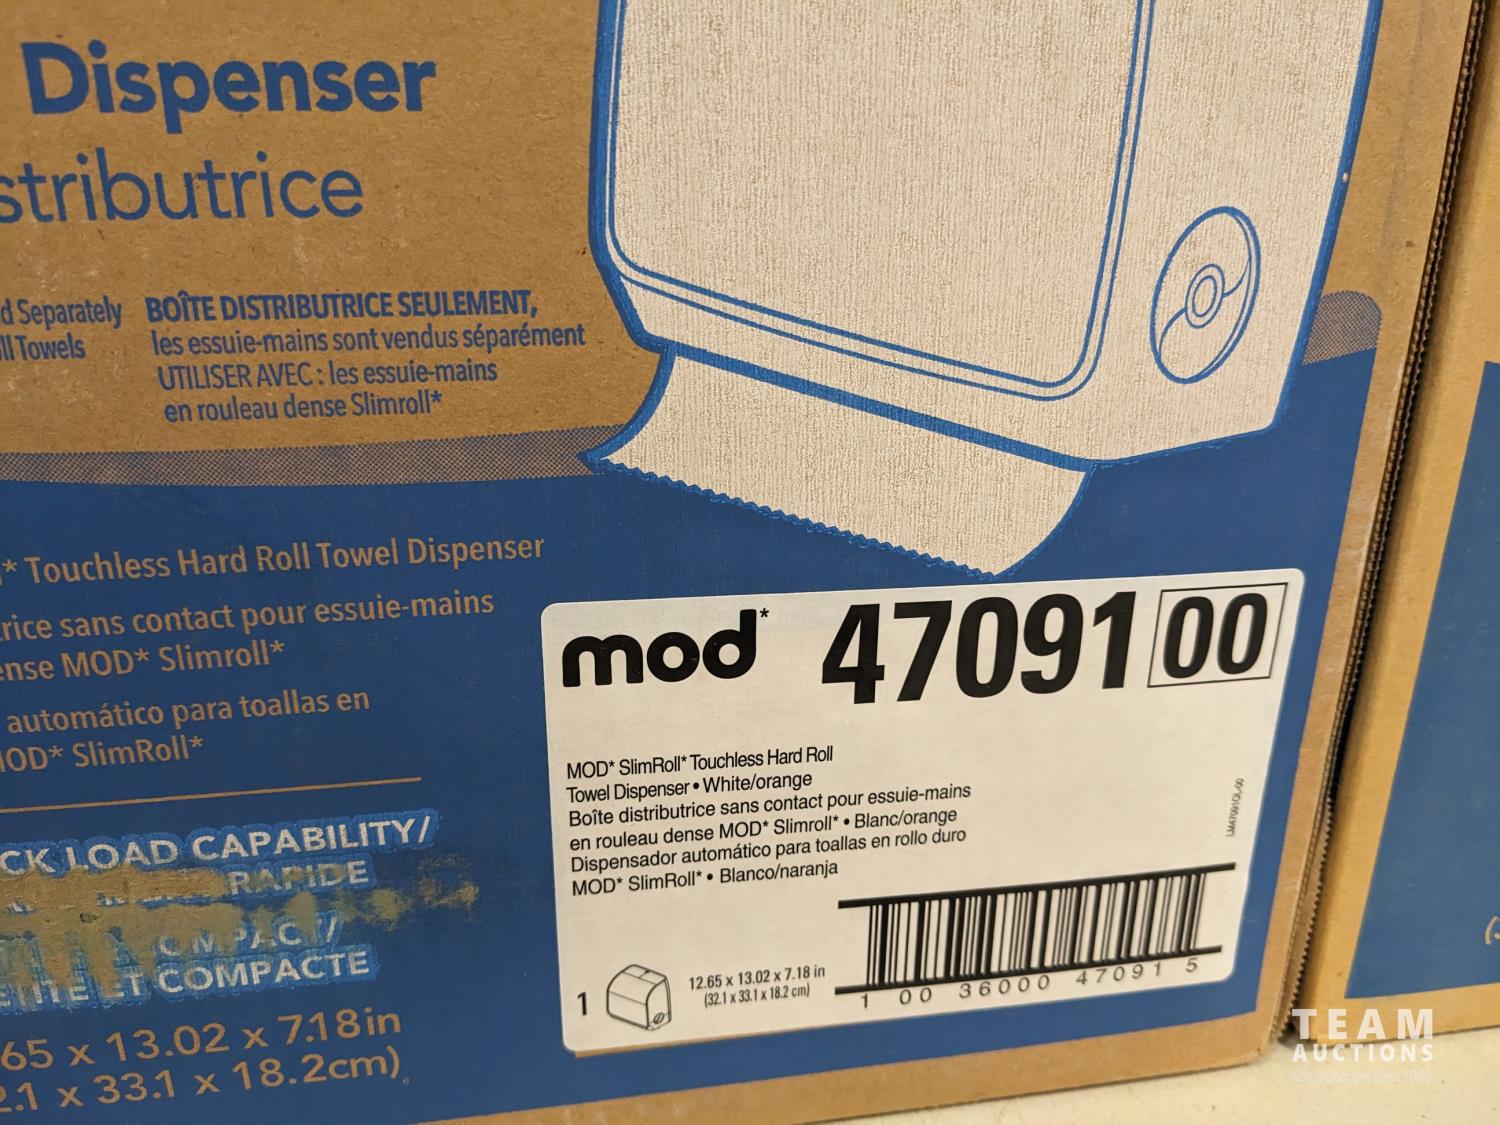 Dispenser
stributrice
d Separately
ll Towels
BOÎTE DISTRIBUTRICE SEULEMENT,
les essuie-mains sont vendus séparément
UTILISER AVEC : les essuie-mains
en rouleau dense Slimroll*
* Touchless Hard Roll Towel Dispenser
rice sans contact pour essuie-mains
ense MOD* Slimroll*
automático para toallas en
OD* SlimRoll*
CK LOAD CAPABILITY/
RAPIDE
COMPACT/
ET COMPACTE
65 x 13.02 x 7.18in
2.1 x 33.1 x 18.2cm)
mod* 47091 00
MOD* SlimRoll* Touchless Hard Roll
Towel Dispenser • White/orange
Boîte distributrice sans contact pour essuie-mains
en rouleau dense MOD* Slimroll* • Blanc/orange
Dispensador automático para toallas en rollo duro
MOD* SlimRoll* • Blanco/naranja
LM47091OL-00
1
12.65 x 13.02 x 7.18 in
(32.1 x 33.1 x 18.2 cm)
1 00 36000 47091 5
TEAM
AUCTIONS